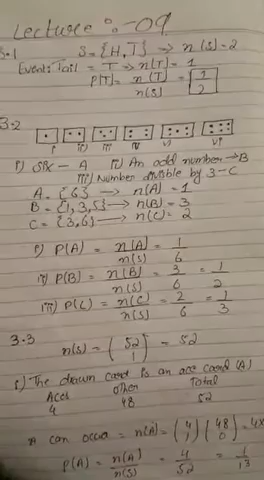 Lecture :-09
3.1 S = {H,T} => n(S)=2
Event: Tail = T => n(T)= 1
P(T) = n(T)/n(S) = 1/2
3.2
I II III IV V VI
i) Six - A ii) An odd number → B
iii) Number divisible by 3 - C
A = {6} → n(A) = 1
B = {1,3,5} → n(B) = 3
C = {3,6} → n(C) = 2
i) P(A) = n(A)/n(S) = 1/6
ii) P(B) = n(B)/n(S) = 3/6 = 1/2
iii) P(C) = n(C)/n(S) = 2/6 = 1/3
3.3
n(S) = (52 1) = 52
i) The drawn card is an ace card (A)
Aces Other Total
4 48 52
A can occur = n(A) = (4 1) (48 0) = 4x
P(A) = n(A)/n(S) = 4/52 = 1/13